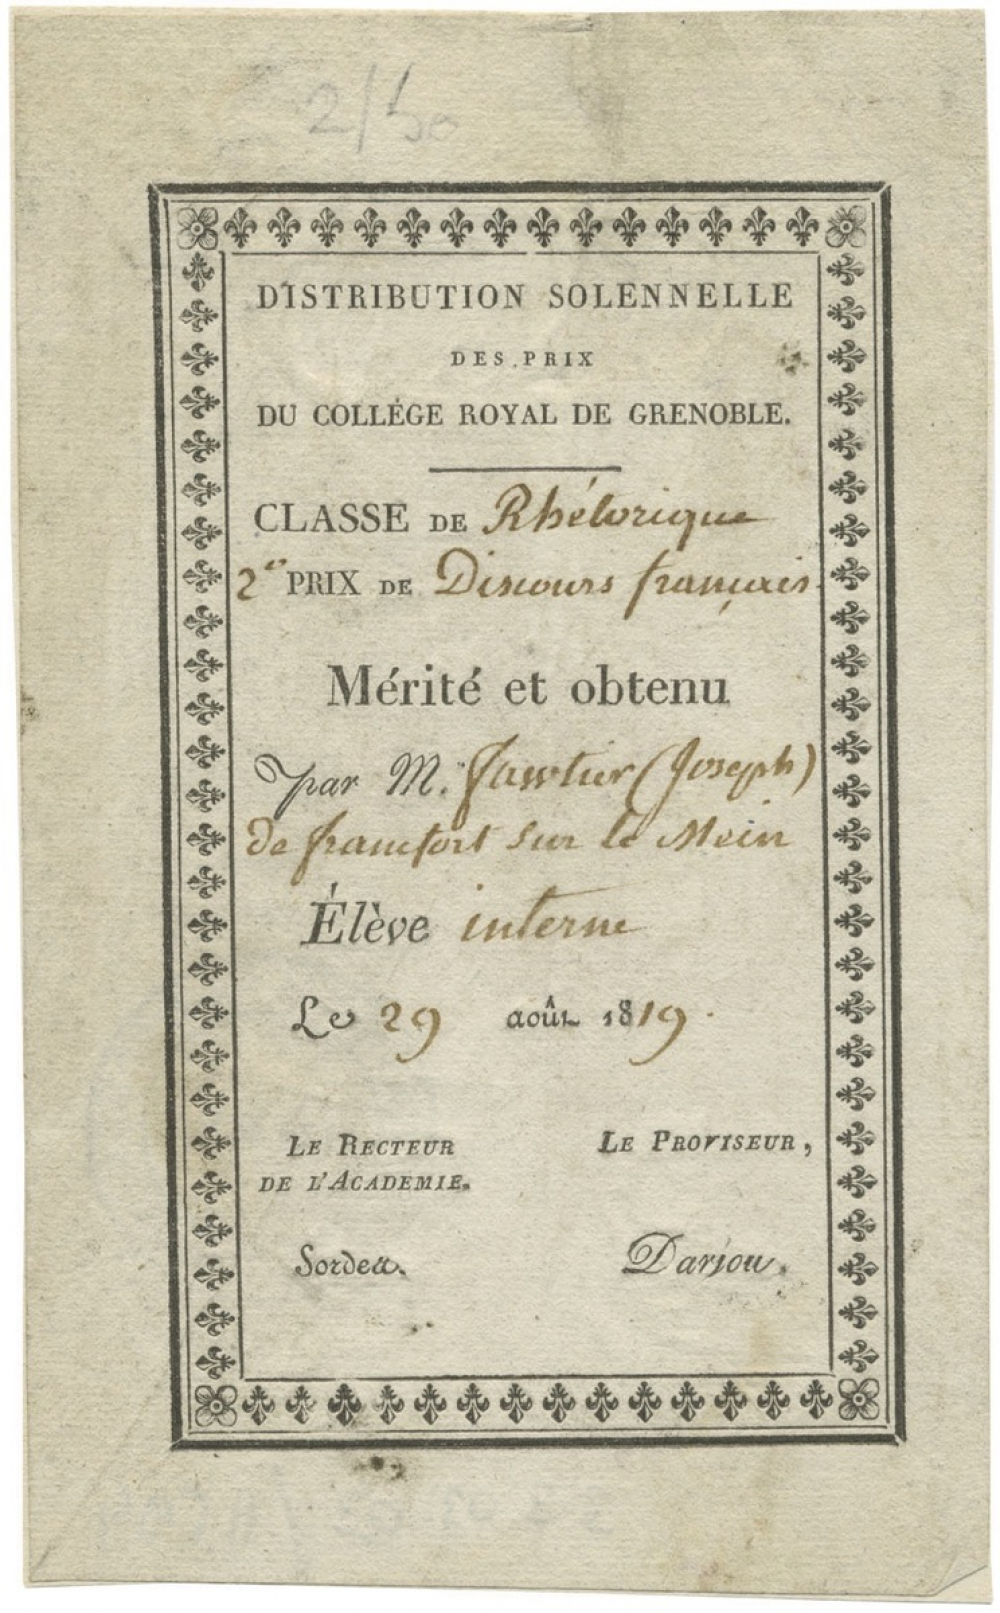 2/50
DISTRIBUTION SOLENNELLE
DES PRIX
DU COLLÉGE ROYAL DE GRENOBLE.
CLASSE DE Rhétorique
2e PRIX DE Discours français.
Mérité et obtenu
par M. (Joseph)
de francfort sur le Mein
Élève interne
Le 29 août 1819.
LE RECTEUR
DE L'ACADEMIE.
LE PROVISEUR,
Sordes.
Darjou.